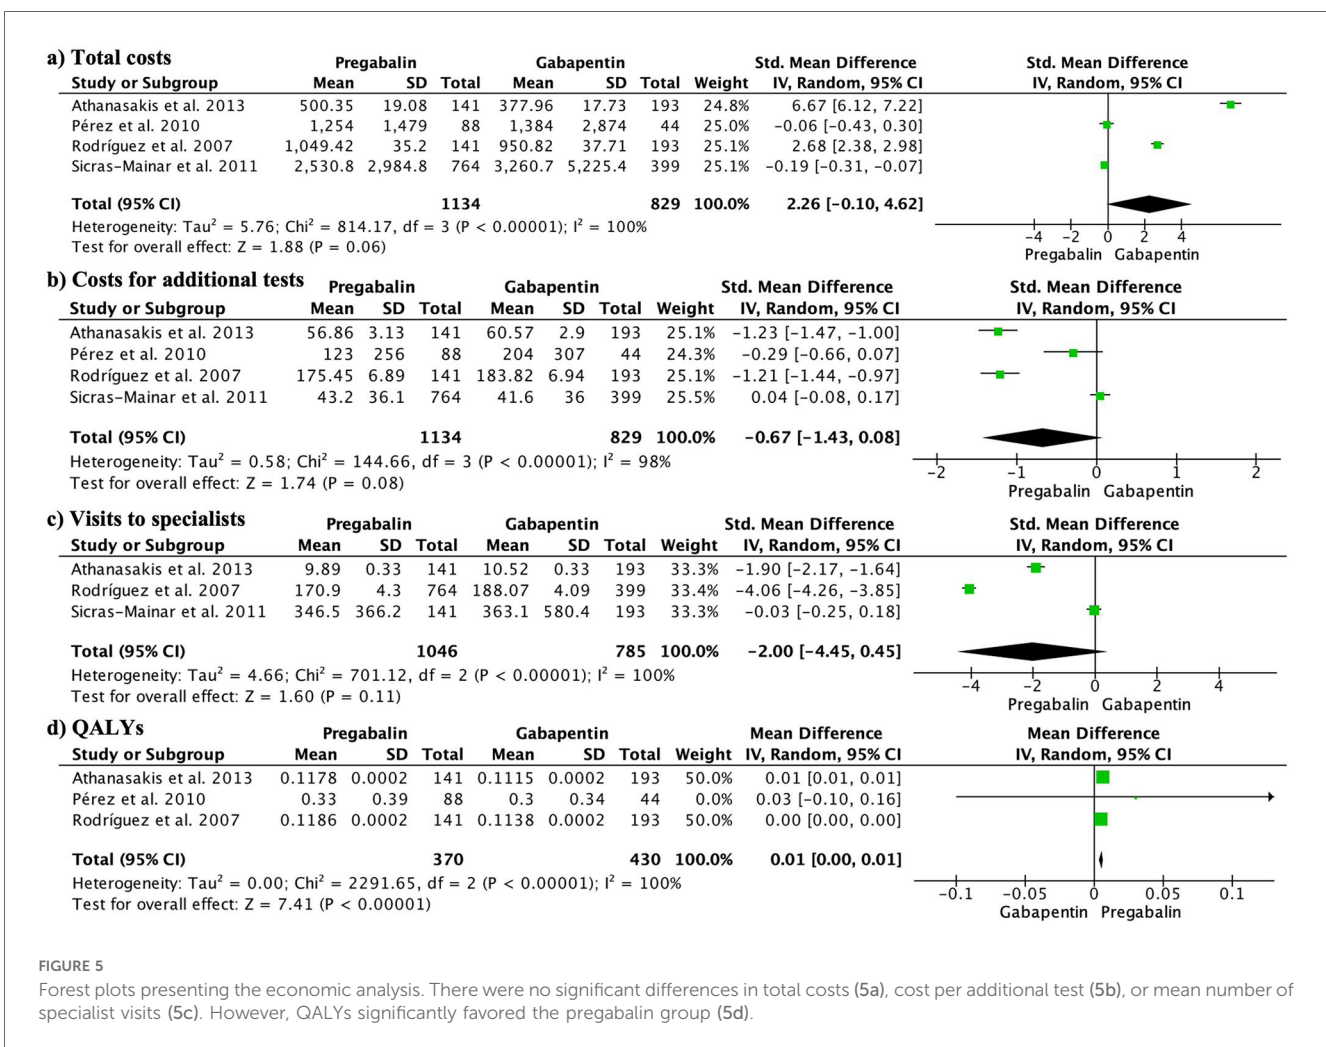 a) Total costs
Pregabalin Gabapentin Std. Mean Difference Std. Mean Difference
Study or Subgroup Mean SD Total Mean SD Total Weight IV, Random, 95% CI IV, Random, 95% CI
Athanasakis et al. 2013 500.35 19.08 141 377.96 17.73 193 24.8% 6.67 [6.12, 7.22]
Pérez et al. 2010 1,254 1,479 88 1,384 2,874 44 25.0% −0.06 [−0.43, 0.30]
Rodríguez et al. 2007 1,049.42 35.2 141 950.82 37.71 193 25.1% 2.68 [2.38, 2.98]
Sicras-Mainar et al. 2011 2,530.8 2,984.8 764 3,260.7 5,225.4 399 25.1% −0.19 [−0.31, −0.07]
Total (95% CI) 1134 829 100.0% 2.26 [−0.10, 4.62]
Heterogeneity: Tau² = 5.76; Chi² = 814.17, df = 3 (P < 0.00001); I² = 100%
Test for overall effect: Z = 1.88 (P = 0.06)
−4 −2 0 2 4
Pregabalin Gabapentin
b) Costs for additional tests
Pregabalin Gabapentin Std. Mean Difference Std. Mean Difference
Study or Subgroup Mean SD Total Mean SD Total Weight IV, Random, 95% CI IV, Random, 95% CI
Athanasakis et al. 2013 56.86 3.13 141 60.57 2.9 193 25.1% −1.23 [−1.47, −1.00]
Pérez et al. 2010 123 256 88 204 307 44 24.3% −0.29 [−0.66, 0.07]
Rodríguez et al. 2007 175.45 6.89 141 183.82 6.94 193 25.1% −1.21 [−1.44, −0.97]
Sicras-Mainar et al. 2011 43.2 36.1 764 41.6 36 399 25.5% 0.04 [−0.08, 0.17]
Total (95% CI) 1134 829 100.0% −0.67 [−1.43, 0.08]
Heterogeneity: Tau² = 0.58; Chi² = 144.66, df = 3 (P < 0.00001); I² = 98%
Test for overall effect: Z = 1.74 (P = 0.08)
−2 −1 0 1 2
Pregabalin Gabapentin
c) Visits to specialists
Pregabalin Gabapentin Std. Mean Difference Std. Mean Difference
Study or Subgroup Mean SD Total Mean SD Total Weight IV, Random, 95% CI IV, Random, 95% CI
Athanasakis et al. 2013 9.89 0.33 141 10.52 0.33 193 33.3% −1.90 [−2.17, −1.64]
Rodríguez et al. 2007 170.9 4.3 764 188.07 4.09 399 33.4% −4.06 [−4.26, −3.85]
Sicras-Mainar et al. 2011 346.5 366.2 141 363.1 580.4 193 33.3% −0.03 [−0.25, 0.18]
Total (95% CI) 1046 785 100.0% −2.00 [−4.45, 0.45]
Heterogeneity: Tau² = 4.66; Chi² = 701.12, df = 2 (P < 0.00001); I² = 100%
Test for overall effect: Z = 1.60 (P = 0.11)
−4 −2 0 2 4
Pregabalin Gabapentin
d) QALYs
Pregabalin Gabapentin Mean Difference Mean Difference
Study or Subgroup Mean SD Total Mean SD Total Weight IV, Random, 95% CI IV, Random, 95% CI
Athanasakis et al. 2013 0.1178 0.0002 141 0.1115 0.0002 193 50.0% 0.01 [0.01, 0.01]
Pérez et al. 2010 0.33 0.39 88 0.3 0.34 44 0.0% 0.03 [−0.10, 0.16]
Rodríguez et al. 2007 0.1186 0.0002 141 0.1138 0.0002 193 50.0% 0.00 [0.00, 0.00]
Total (95% CI) 370 430 100.0% 0.01 [0.00, 0.01]
Heterogeneity: Tau² = 0.00; Chi² = 2291.65, df = 2 (P < 0.00001); I² = 100%
Test for overall effect: Z = 7.41 (P < 0.00001)
−0.1 −0.05 0 0.05 0.1
Gabapentin Pregabalin
FIGURE 5
Forest plots presenting the economic analysis. There were no significant differences in total costs (5a), cost per additional test (5b), or mean number of
specialist visits (5c). However, QALYs significantly favored the pregabalin group (5d).